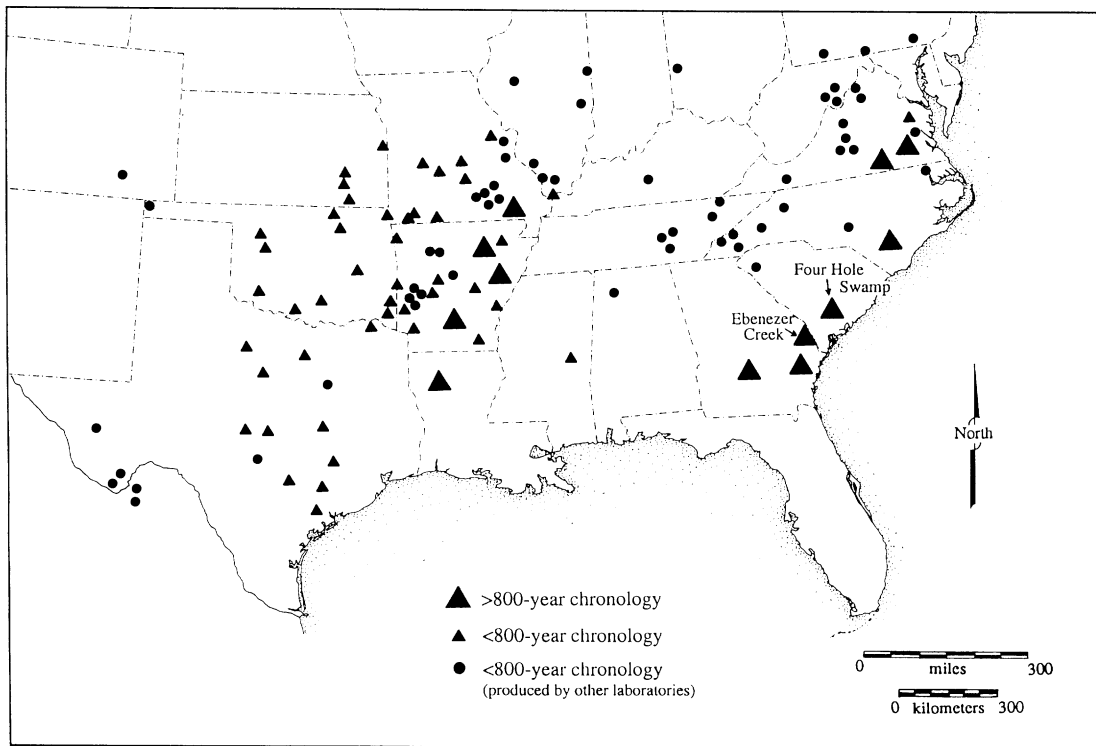 Four Hole
Swamp
Ebenezer
Creek
North
>800-year chronology
<800-year chronology
<800-year chronology
(produced by other laboratories)
0 300
miles
0 300
kilometers